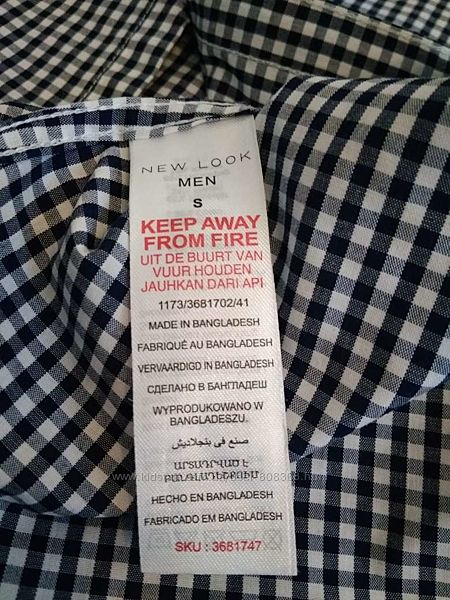 NEW LOOK
MEN
S
KEEP AWAY
FROM FIRE
UIT DE BUURT VAN
VUUR HOUDEN
JAUHKAN DARI API
1173/3681702/41
MADE IN BANGLADESH
FABRIQUÉ AU BANGLADESH
VERVAARDIGD IN BANGLADESH
СДЕЛАНО В БАНГЛАДЕШ
WYPRODUKOWANO W
BANGLADESZU.
صنع في بنجلاديش
ԱՐՏԱԴՐՎԱԾ Է
HECHO EN BANGLADESH
FABRICADO EM BANGLADESH
SKU : 3681747